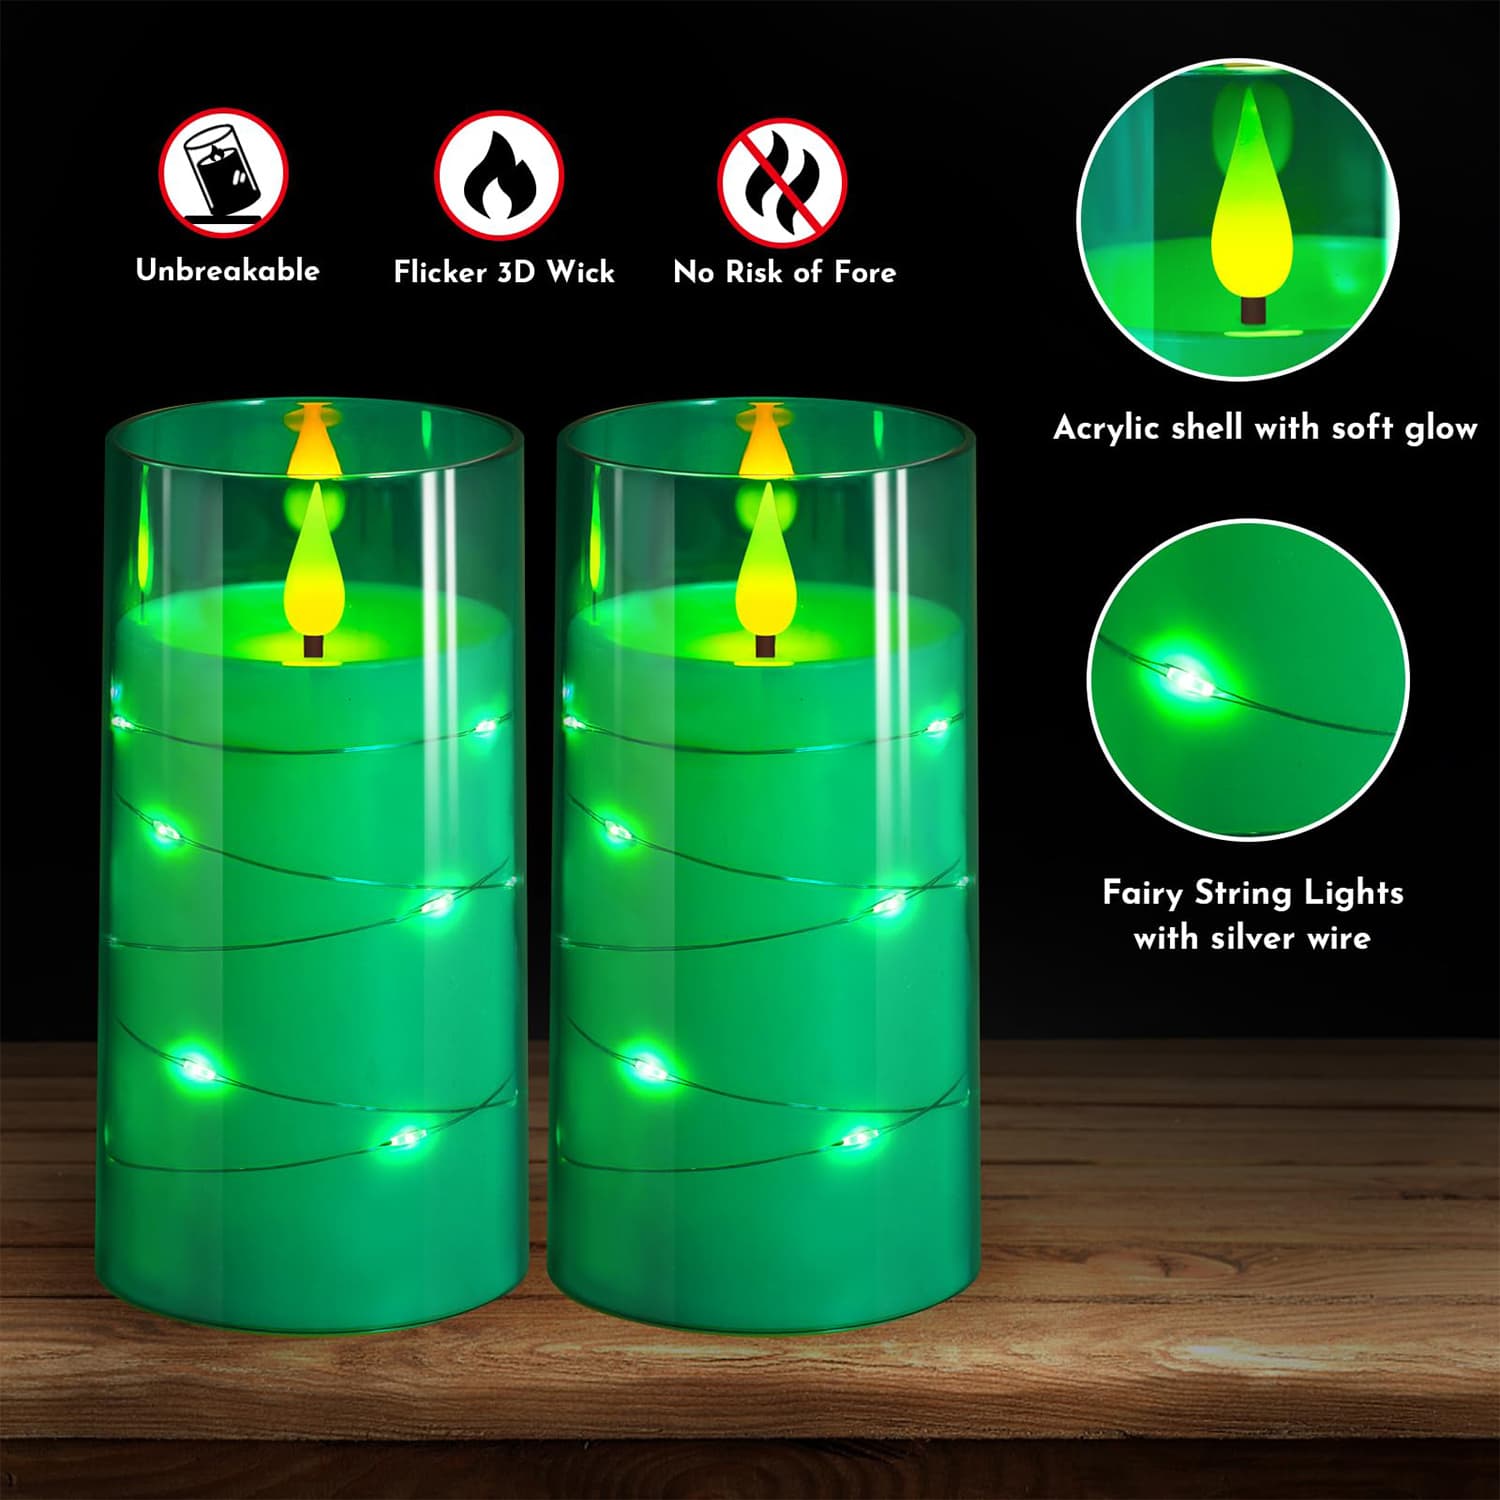 Unbreakable
Flicker 3D Wick
No Risk of Fore
Acrylic shell with soft glow
Fairy String Lights
with silver wire